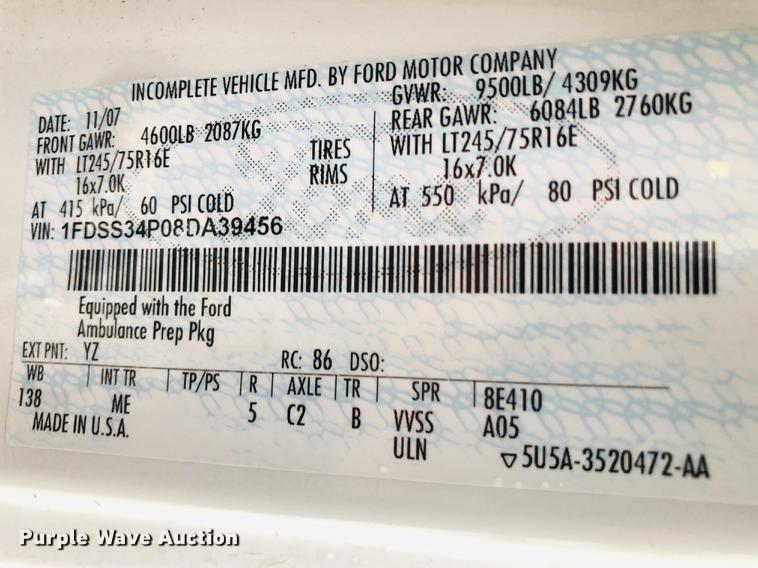 INCOMPLETE VEHICLE MFD. BY FORD MOTOR COMPANY
DATE: 11/07
GVWR: 9500LB/ 4309KG
FRONT GAWR: 4600LB 2087KG
REAR GAWR: 6084LB 2760KG
WITH LT245/75R16E TIRES WITH LT245/75R16E
16x7.0K RIMS 16x7.0K
AT 415 kPa/ 60 PSI COLD AT 550 kPa/ 80 PSI COLD
VIN: 1FDSS34P08DA39456
Equipped with the Ford
Ambulance Prep Pkg
EXT PNT: YZ RC: 86 DSO:
WB INT TR TP/PS R AXLE TR SPR 8E410
138 ME 5 C2 B VVSS A05
MADE IN U.S.A. ULN 5U5A-3520472-AA
Purple Wave Auction